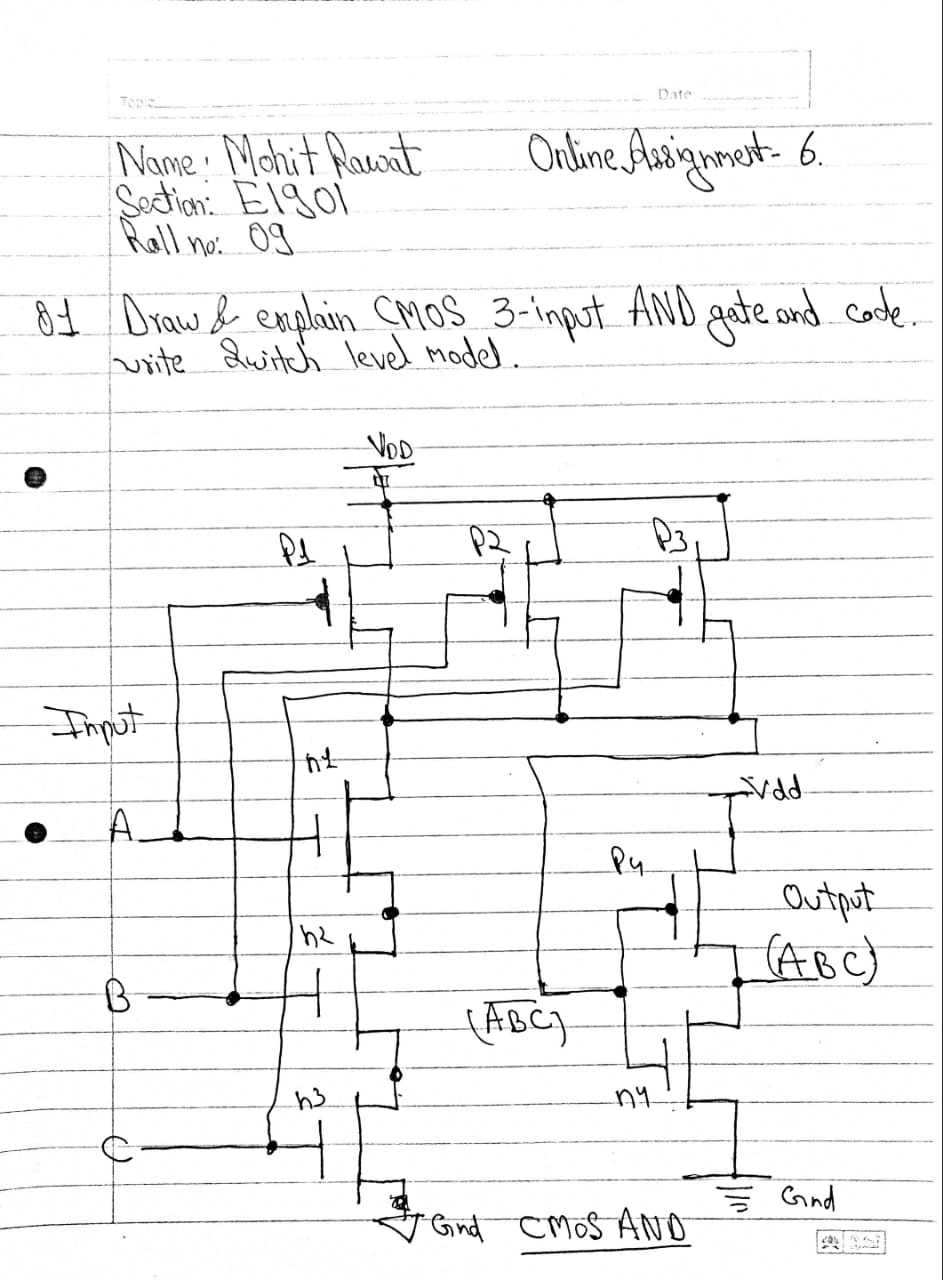 Topic
Date
Name: Mohit Rawat
Online Assignment- 6.
Section: E1901
Roll no: 09
Q1 Draw & explain CMOS 3-input AND gate and code.
write Switch level model.
VDD
P1
P2
P3
Input
n1
A
Vdd
P4
Output
n2
(ABC)
B
(A̅B̅C̅)
n3
n4
C
Gnd
Gnd
CMOS AND